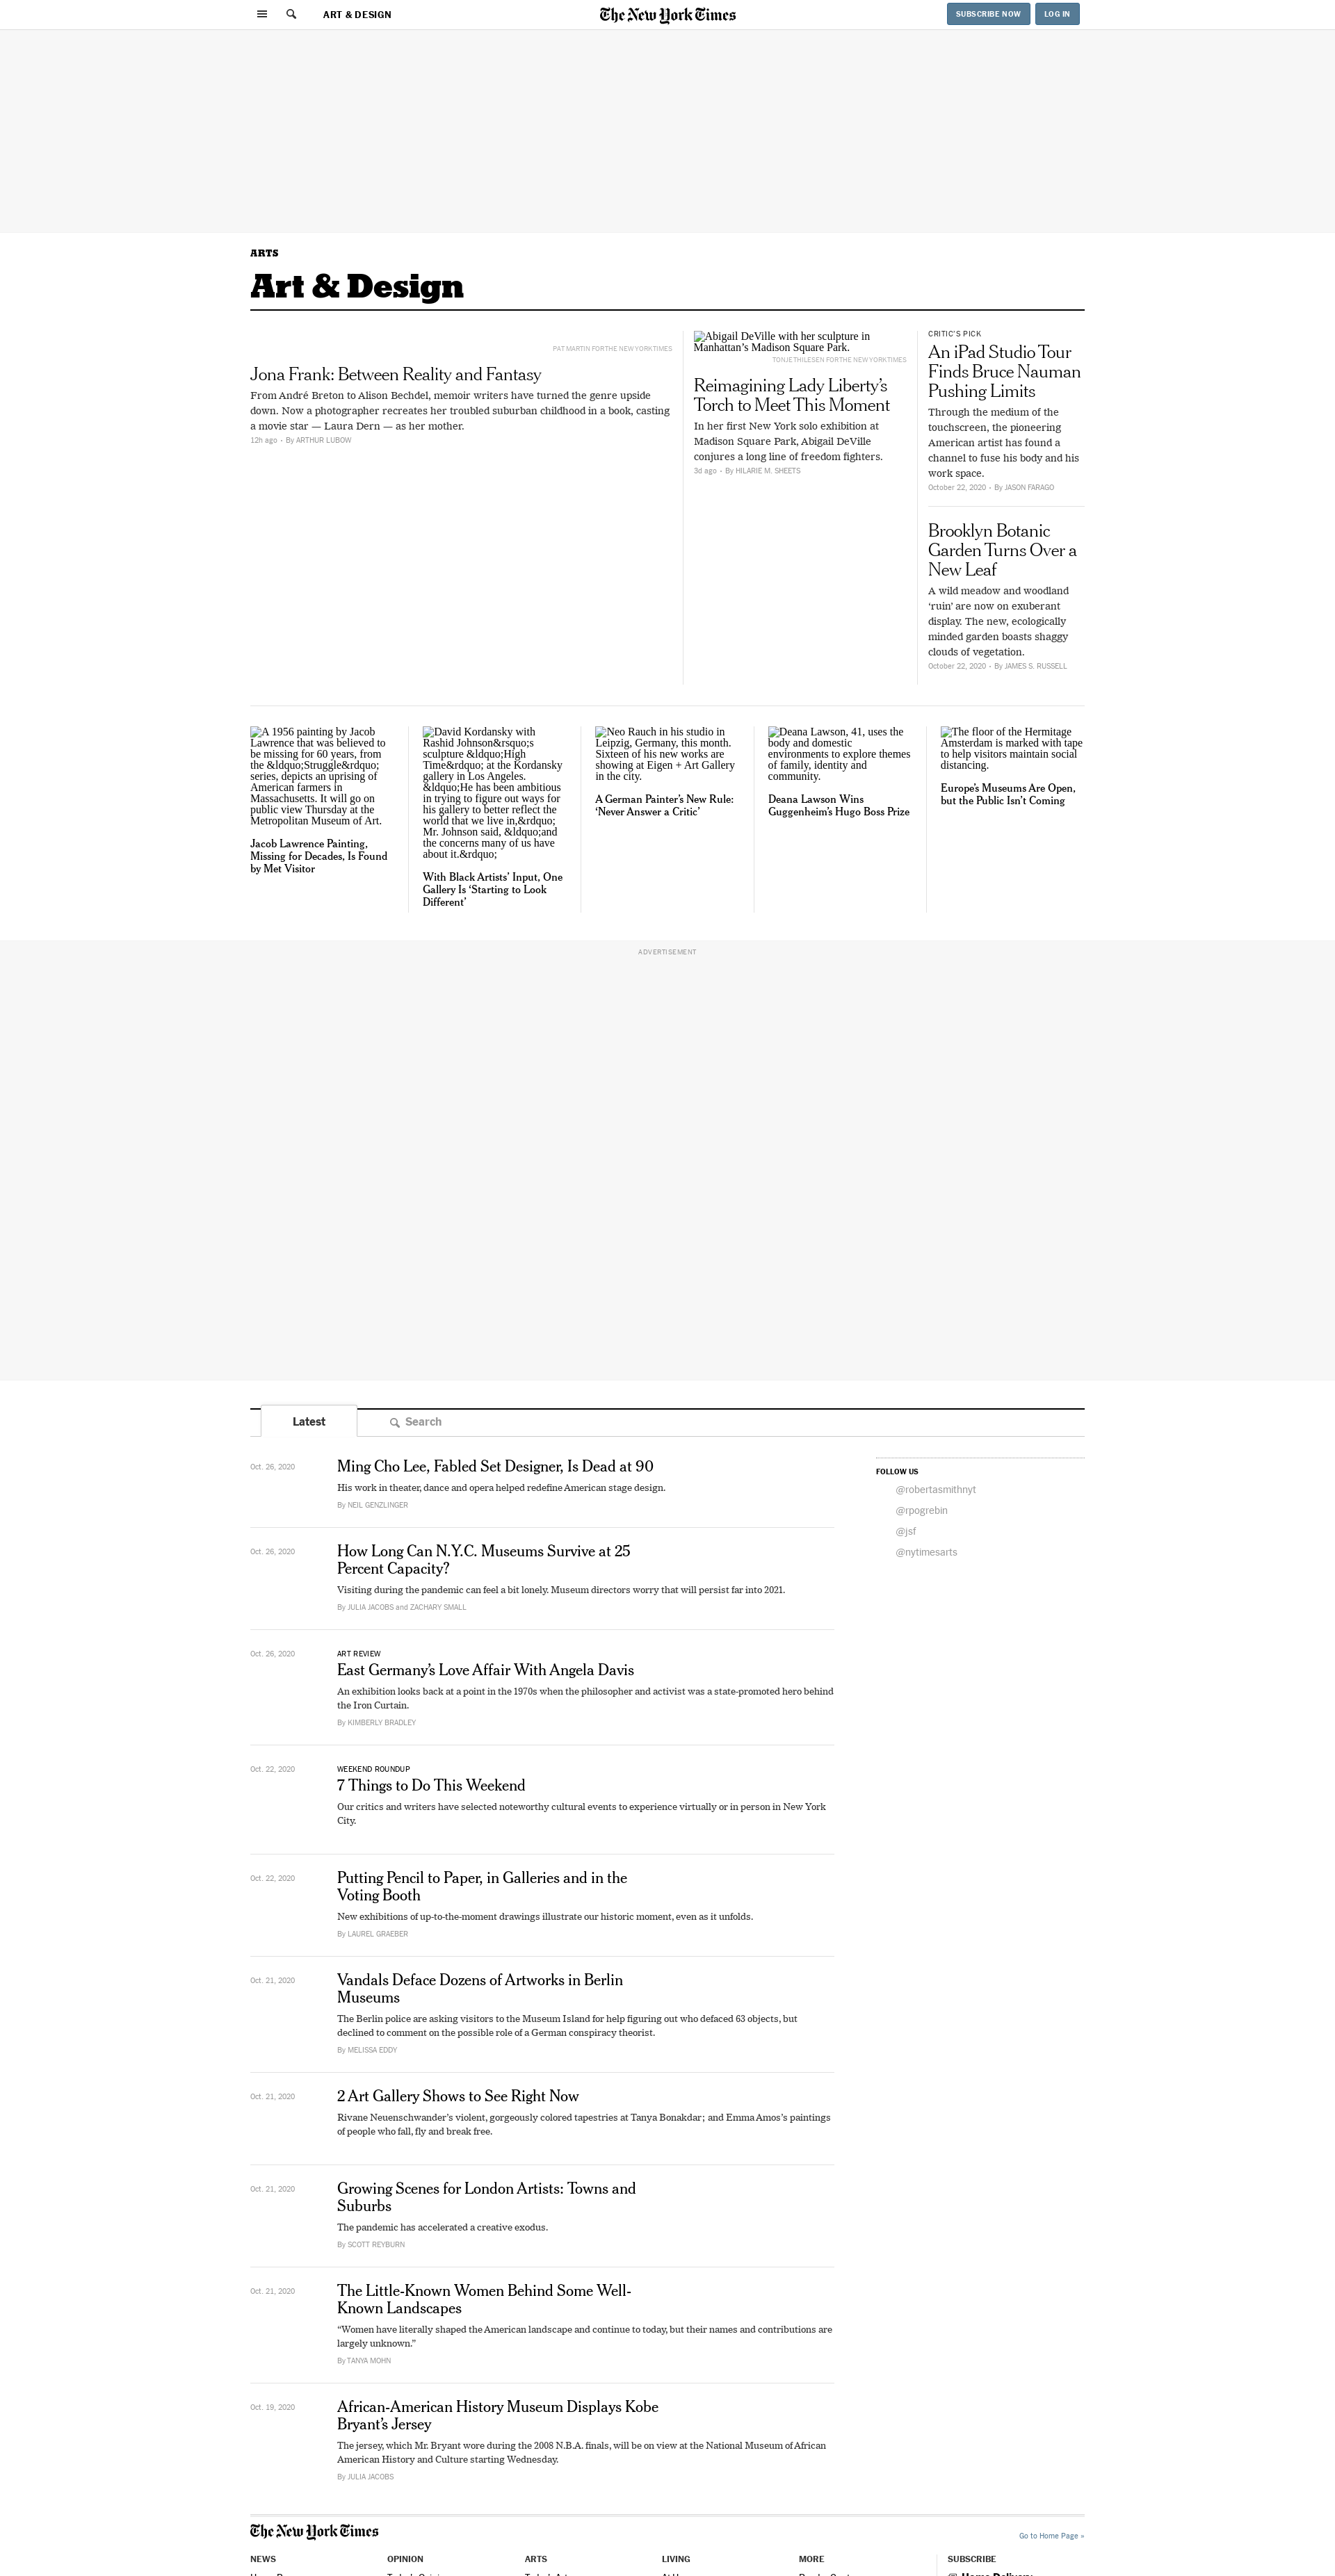 ART & DESIGN
The New York Times
SUBSCRIBE NOW
LOG IN
ARTS
Art & Design
PAT MARTIN FOR THE NEW YORK TIMES
Jona Frank: Between Reality and Fantasy
From André Breton to Alison Bechdel, memoir writers have turned the genre upside
down. Now a photographer recreates her troubled suburban childhood in a book, casting
a movie star — Laura Dern — as her mother.
12h ago • By ARTHUR LUBOW
Abigail DeVille with her sculpture in
Manhattan’s Madison Square Park.
TONJE THILESEN FOR THE NEW YORK TIMES
Reimagining Lady Liberty’s
Torch to Meet This Moment
In her first New York solo exhibition at
Madison Square Park, Abigail DeVille
conjures a long line of freedom fighters.
3d ago • By HILARIE M. SHEETS
CRITIC’S PICK
An iPad Studio Tour
Finds Bruce Nauman
Pushing Limits
Through the medium of the
touchscreen, the pioneering
American artist has found a
channel to fuse his body and his
work space.
October 22, 2020 • By JASON FARAGO
Brooklyn Botanic
Garden Turns Over a
New Leaf
A wild meadow and woodland
‘ruin’ are now on exuberant
display. The new, ecologically
minded garden boasts shaggy
clouds of vegetation.
October 22, 2020 • By JAMES S. RUSSELL
A 1956 painting by Jacob
Lawrence that was believed to
be missing for 60 years, from
the &ldquo;Struggle&rdquo;
series, depicts an uprising of
American farmers in
Massachusetts. It will go on
public view Thursday at the
Metropolitan Museum of Art.
Jacob Lawrence Painting,
Missing for Decades, Is Found
by Met Visitor
David Kordansky with
Rashid Johnson&rsquo;s
sculpture &ldquo;High
Time&rdquo; at the Kordansky
gallery in Los Angeles.
&ldquo;He has been ambitious
in trying to figure out ways for
his gallery to better reflect the
world that we live in,&rdquo;
Mr. Johnson said, &ldquo;and
the concerns many of us have
about it.&rdquo;
With Black Artists’ Input, One
Gallery Is ‘Starting to Look
Different’
Neo Rauch in his studio in
Leipzig, Germany, this month.
Sixteen of his new works are
showing at Eigen + Art Gallery
in the city.
A German Painter’s New Rule:
‘Never Answer a Critic’
Deana Lawson, 41, uses the
body and domestic
environments to explore themes
of family, identity and
community.
Deana Lawson Wins
Guggenheim’s Hugo Boss Prize
The floor of the Hermitage
Amsterdam is marked with tape
to help visitors maintain social
distancing.
Europe’s Museums Are Open,
but the Public Isn’t Coming
ADVERTISEMENT
Latest
Search
Oct. 26, 2020
Ming Cho Lee, Fabled Set Designer, Is Dead at 90
His work in theater, dance and opera helped redefine American stage design.
By NEIL GENZLINGER
FOLLOW US
@robertasmithnyt
@rpogrebin
@jsf
@nytimesarts
Oct. 26, 2020
How Long Can N.Y.C. Museums Survive at 25
Percent Capacity?
Visiting during the pandemic can feel a bit lonely. Museum directors worry that will persist far into 2021.
By JULIA JACOBS and ZACHARY SMALL
Oct. 26, 2020
ART REVIEW
East Germany’s Love Affair With Angela Davis
An exhibition looks back at a point in the 1970s when the philosopher and activist was a state-promoted hero behind
the Iron Curtain.
By KIMBERLY BRADLEY
Oct. 22, 2020
WEEKEND ROUNDUP
7 Things to Do This Weekend
Our critics and writers have selected noteworthy cultural events to experience virtually or in person in New York
City.
Oct. 22, 2020
Putting Pencil to Paper, in Galleries and in the
Voting Booth
New exhibitions of up-to-the-moment drawings illustrate our historic moment, even as it unfolds.
By LAUREL GRAEBER
Oct. 21, 2020
Vandals Deface Dozens of Artworks in Berlin
Museums
The Berlin police are asking visitors to the Museum Island for help figuring out who defaced 63 objects, but
declined to comment on the possible role of a German conspiracy theorist.
By MELISSA EDDY
Oct. 21, 2020
2 Art Gallery Shows to See Right Now
Rivane Neuenschwander’s violent, gorgeously colored tapestries at Tanya Bonakdar; and Emma Amos’s paintings
of people who fall, fly and break free.
Oct. 21, 2020
Growing Scenes for London Artists: Towns and
Suburbs
The pandemic has accelerated a creative exodus.
By SCOTT REYBURN
Oct. 21, 2020
The Little-Known Women Behind Some Well-
Known Landscapes
“Women have literally shaped the American landscape and continue to today, but their names and contributions are
largely unknown.”
By TANYA MOHN
Oct. 19, 2020
African-American History Museum Displays Kobe
Bryant’s Jersey
The jersey, which Mr. Bryant wore during the 2008 N.B.A. finals, will be on view at the National Museum of African
American History and Culture starting Wednesday.
By JULIA JACOBS
The New York Times
Go to Home Page »
NEWS
OPINION
ARTS
LIVING
MORE
SUBSCRIBE